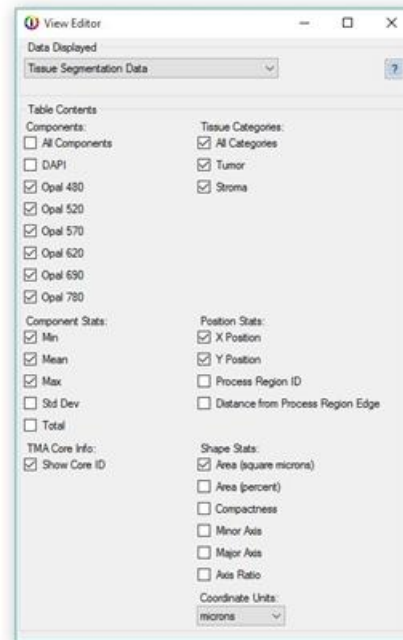 View Editor
Data Displayed
Tissue Segmentation Data
?
Table Contents
Components:
All Components
DAPI
Opal 480
Opal 520
Opal 570
Opal 620
Opal 690
Opal 780
Tissue Categories:
All Categories
Tumor
Stroma
Component Stats:
Min
Mean
Max
Std Dev
Total
Position Stats:
X Position
Y Position
Process Region ID
Distance from Process Region Edge
TMA Core Info:
Show Core ID
Shape Stats:
Area (square microns)
Area (percent)
Compactness
Minor Axis
Major Axis
Axis Ratio
Coordinate Units:
microns